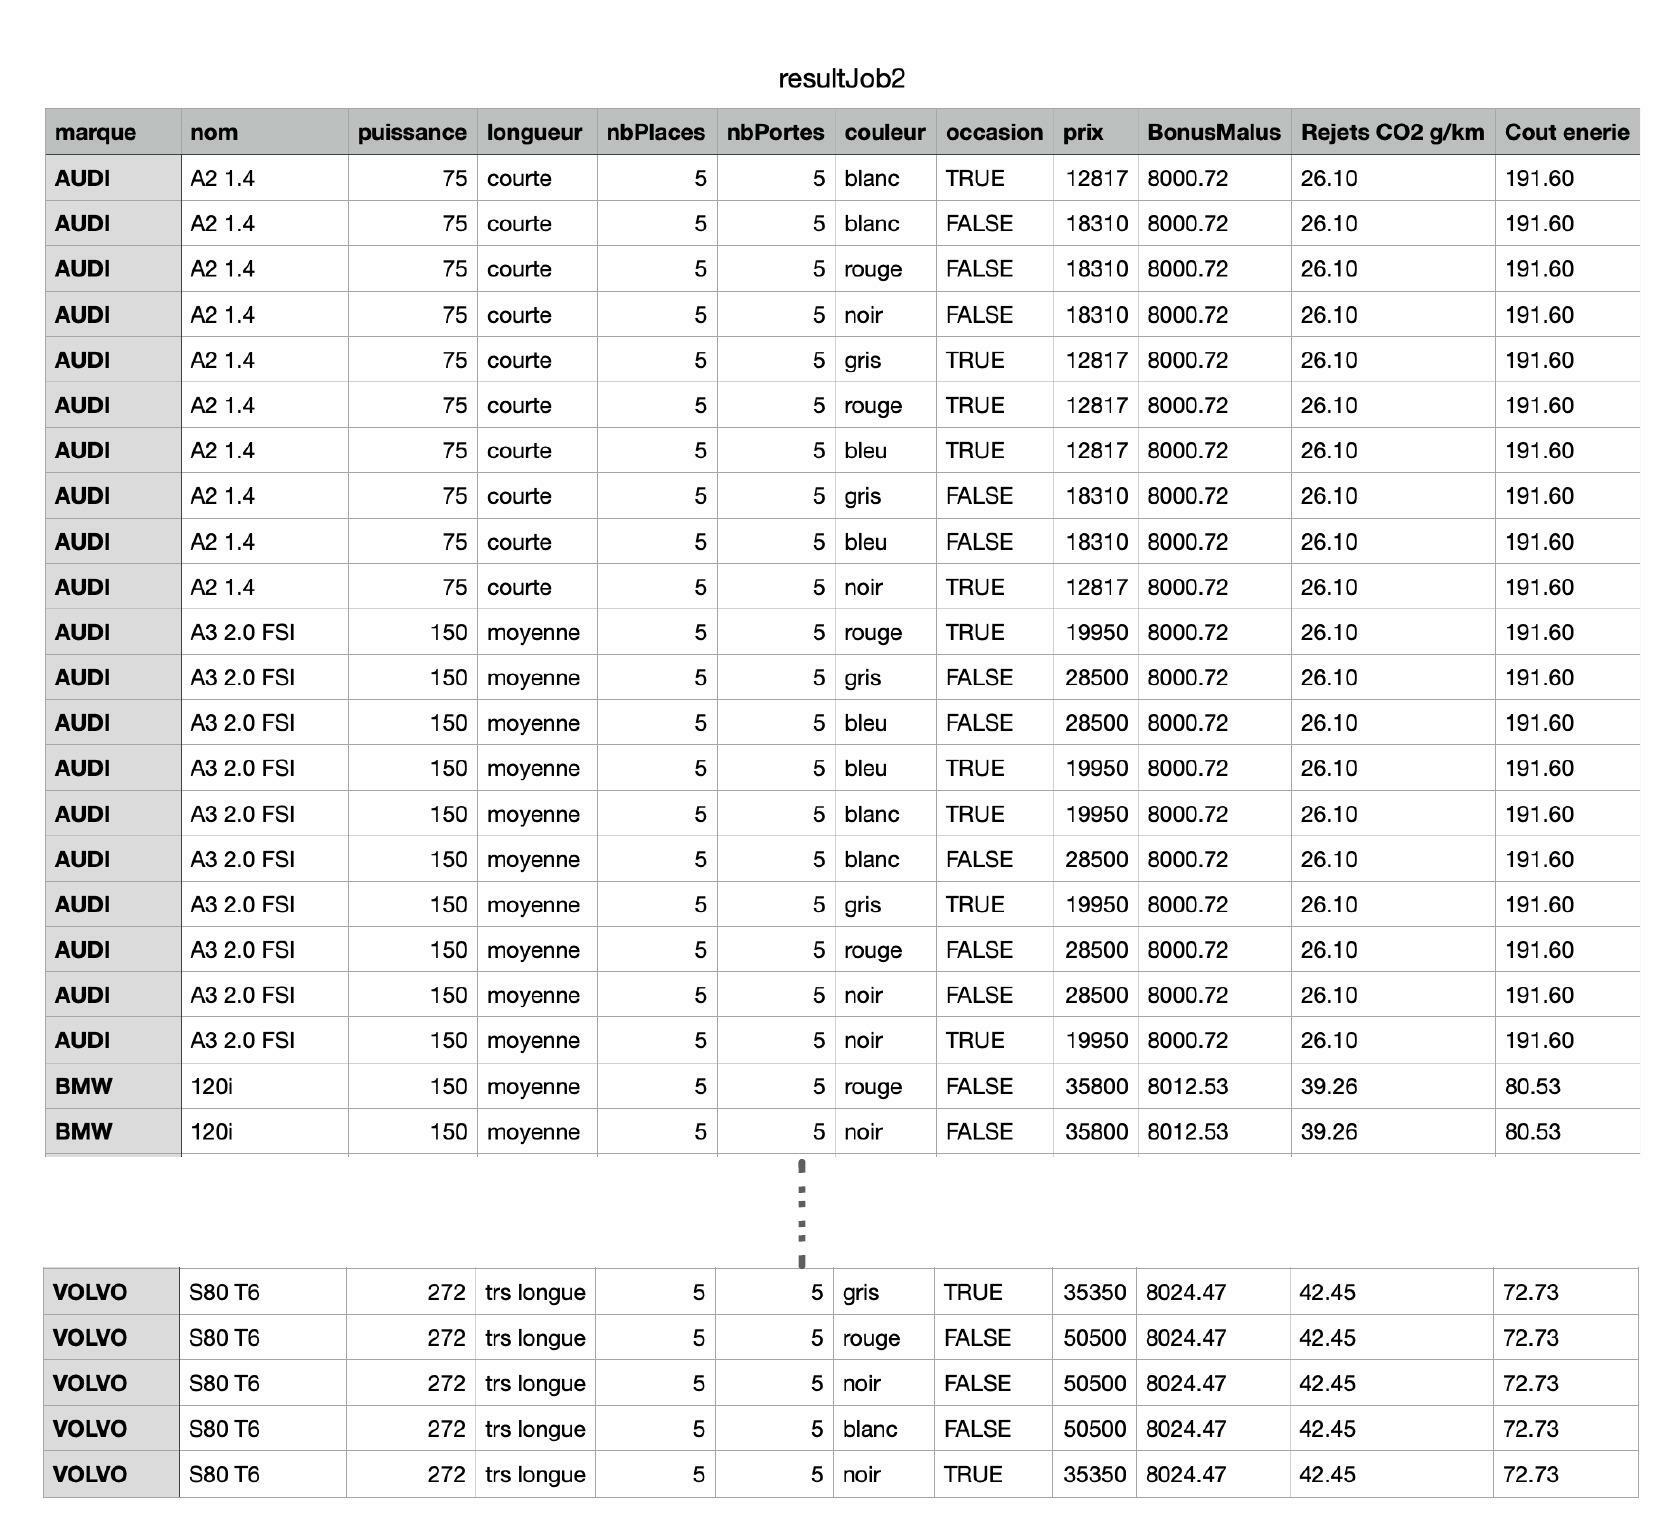 resultJob2
marque nom puissance longueur nbPlaces nbPortes couleur occasion prix BonusMalus Rejets CO2 g/km Cout enerie
AUDI A2 1.4 75 courte 5 5 blanc TRUE 12817 8000.72 26.10 191.60
AUDI A2 1.4 75 courte 5 5 blanc FALSE 18310 8000.72 26.10 191.60
AUDI A2 1.4 75 courte 5 5 rouge FALSE 18310 8000.72 26.10 191.60
AUDI A2 1.4 75 courte 5 5 noir FALSE 18310 8000.72 26.10 191.60
AUDI A2 1.4 75 courte 5 5 gris TRUE 12817 8000.72 26.10 191.60
AUDI A2 1.4 75 courte 5 5 rouge TRUE 12817 8000.72 26.10 191.60
AUDI A2 1.4 75 courte 5 5 bleu TRUE 12817 8000.72 26.10 191.60
AUDI A2 1.4 75 courte 5 5 gris FALSE 18310 8000.72 26.10 191.60
AUDI A2 1.4 75 courte 5 5 bleu FALSE 18310 8000.72 26.10 191.60
AUDI A2 1.4 75 courte 5 5 noir TRUE 12817 8000.72 26.10 191.60
AUDI A3 2.0 FSI 150 moyenne 5 5 rouge TRUE 19950 8000.72 26.10 191.60
AUDI A3 2.0 FSI 150 moyenne 5 5 gris FALSE 28500 8000.72 26.10 191.60
AUDI A3 2.0 FSI 150 moyenne 5 5 bleu FALSE 28500 8000.72 26.10 191.60
AUDI A3 2.0 FSI 150 moyenne 5 5 bleu TRUE 19950 8000.72 26.10 191.60
AUDI A3 2.0 FSI 150 moyenne 5 5 blanc TRUE 19950 8000.72 26.10 191.60
AUDI A3 2.0 FSI 150 moyenne 5 5 blanc FALSE 28500 8000.72 26.10 191.60
AUDI A3 2.0 FSI 150 moyenne 5 5 gris TRUE 19950 8000.72 26.10 191.60
AUDI A3 2.0 FSI 150 moyenne 5 5 rouge FALSE 28500 8000.72 26.10 191.60
AUDI A3 2.0 FSI 150 moyenne 5 5 noir FALSE 28500 8000.72 26.10 191.60
AUDI A3 2.0 FSI 150 moyenne 5 5 noir TRUE 19950 8000.72 26.10 191.60
BMW 120i 150 moyenne 5 5 rouge FALSE 35800 8012.53 39.26 80.53
BMW 120i 150 moyenne 5 5 noir FALSE 35800 8012.53 39.26 80.53
VOLVO S80 T6 272 trs longue 5 5 gris TRUE 35350 8024.47 42.45 72.73
VOLVO S80 T6 272 trs longue 5 5 rouge FALSE 50500 8024.47 42.45 72.73
VOLVO S80 T6 272 trs longue 5 5 noir FALSE 50500 8024.47 42.45 72.73
VOLVO S80 T6 272 trs longue 5 5 blanc FALSE 50500 8024.47 42.45 72.73
VOLVO S80 T6 272 trs longue 5 5 noir TRUE 35350 8024.47 42.45 72.73